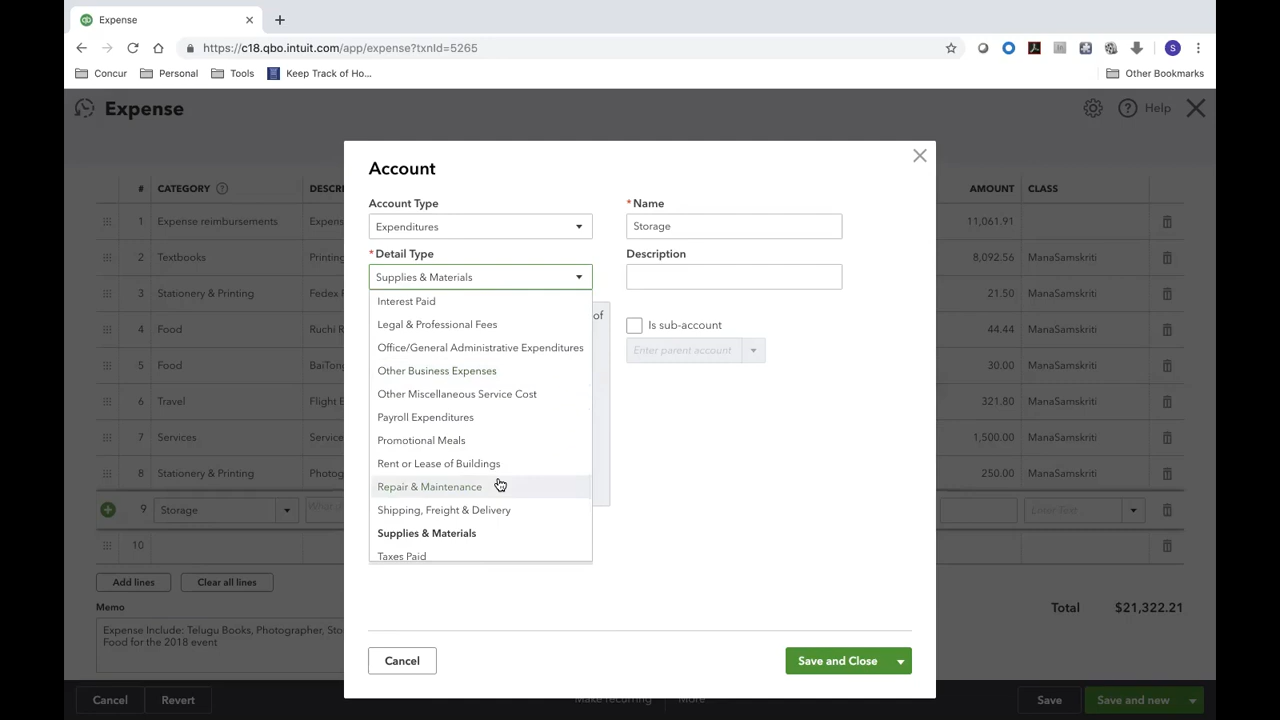 Expense
https://c18.qbo.intuit.com/app/expense?txnId=5265
S
Concur Personal Tools Keep Track of Ho... Other Bookmarks
Expense Help
# CATEGORY ? DESCR AMOUNT CLASS
1 Expense reimbursements Expens 11,061.91
2 Textbooks Printing 8,092.56 ManaSamskriti
3 Stationery & Printing Fedex 21.50 ManaSamskriti
4 Food Ruchi R 44.44 ManaSamskriti
5 Food BaiTong 30.00 ManaSamskriti
6 Travel Flight E 321.80 ManaSamskriti
7 Services Service 1,500.00 ManaSamskriti
8 Stationery & Printing Photog 250.00 ManaSamskriti
9 Storage What Enter Text
10
Add lines Clear all lines
Memo
Expense Include: Telugu Books, Photographer, Sto
Food for the 2018 event
Total $21,322.21
Cancel Revert Make recurring More Save Save and new
Account
Account Type
Expenditures
* Name
Storage
* Detail Type
Supplies & Materials
Description
Interest Paid
Legal & Professional Fees
Office/General Administrative Expenditures
Other Business Expenses
Other Miscellaneous Service Cost
Payroll Expenditures
Promotional Meals
Rent or Lease of Buildings
Repair & Maintenance
Shipping, Freight & Delivery
Supplies & Materials
Taxes Paid
of
Is sub-account
Enter parent account
Cancel
Save and Close